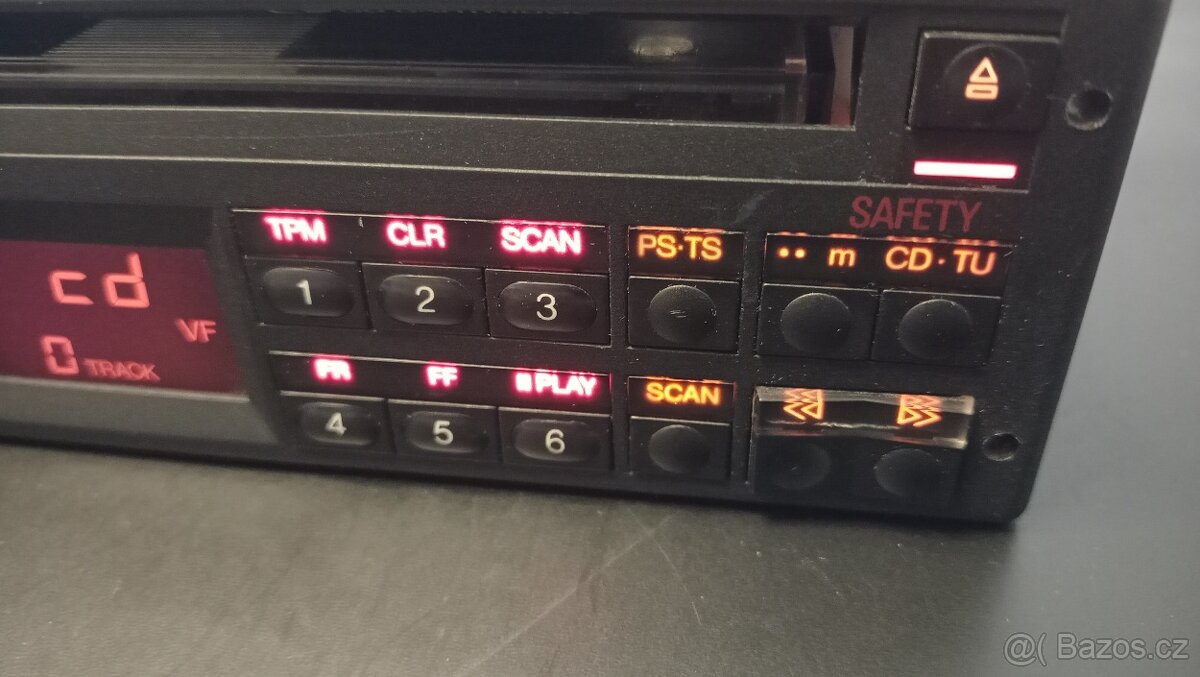 SAFETY
TPM CLR SCAN PS·TS ·· m CD·TU
1 2 3
cd
VF
0 TRACK
FR FF PLAY SCAN
4 5 6
@( Bazos.cz